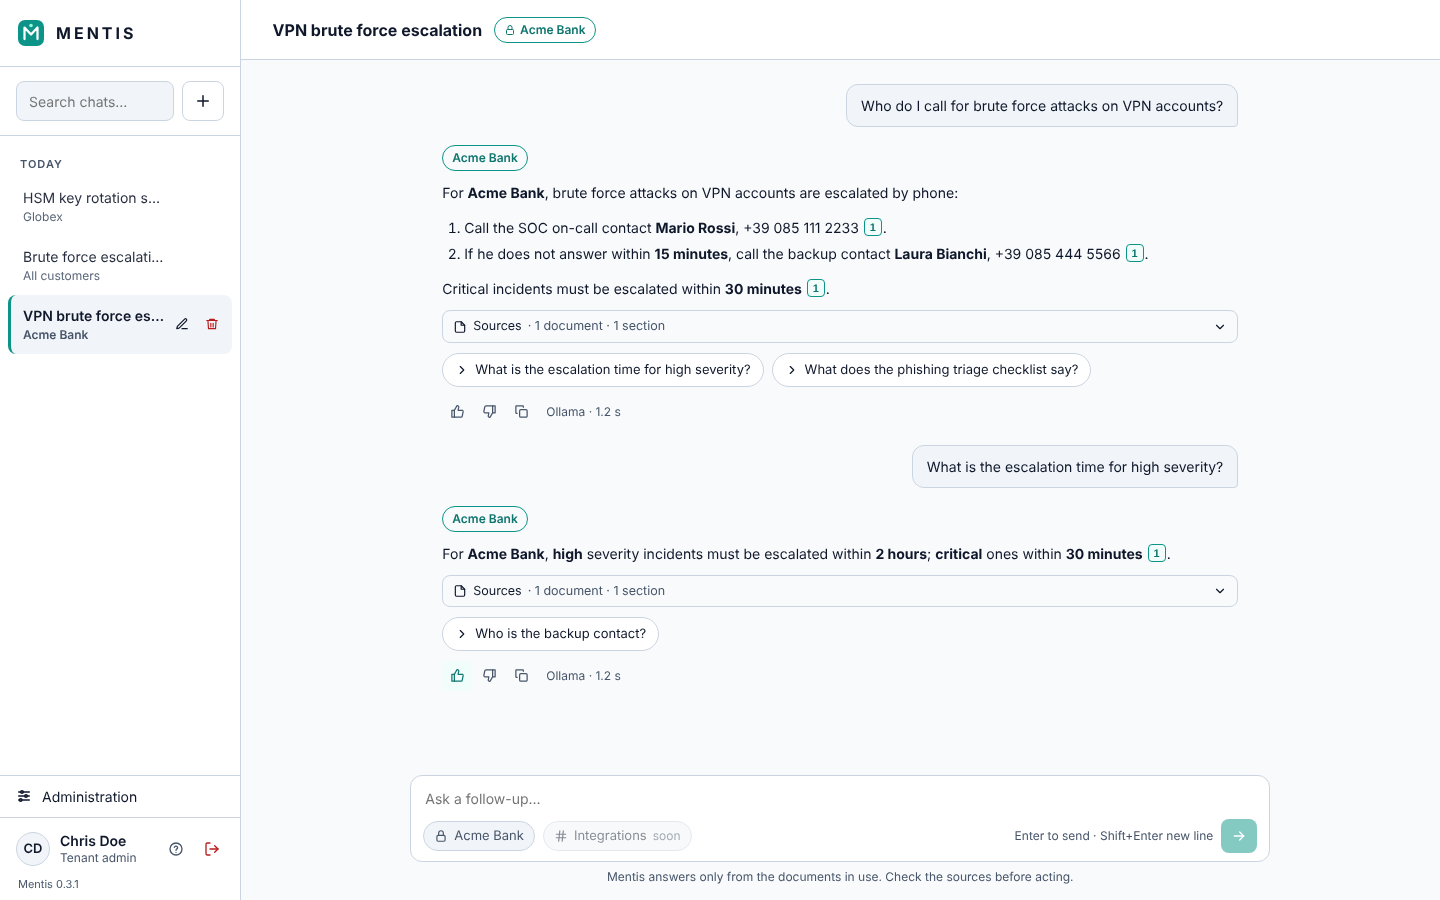 MENTIS
Search chats...
TODAY
HSM key rotation s...
Globex
Brute force escalati...
All customers
VPN brute force es...
Acme Bank
Administration
CD
Chris Doe
Tenant admin
Mentis 0.3.1
VPN brute force escalation
Acme Bank
Who do I call for brute force attacks on VPN accounts?
Acme Bank
For Acme Bank, brute force attacks on VPN accounts are escalated by phone:
1. Call the SOC on-call contact Mario Rossi, +39 085 111 2233 1.
2. If he does not answer within 15 minutes, call the backup contact Laura Bianchi, +39 085 444 5566 1.
Critical incidents must be escalated within 30 minutes 1.
Sources · 1 document · 1 section
What is the escalation time for high severity?
What does the phishing triage checklist say?
Ollama · 1.2 s
What is the escalation time for high severity?
Acme Bank
For Acme Bank, high severity incidents must be escalated within 2 hours; critical ones within 30 minutes 1.
Sources · 1 document · 1 section
Who is the backup contact?
Ollama · 1.2 s
Ask a follow-up...
Acme Bank
Integrations soon
Enter to send · Shift+Enter new line
Mentis answers only from the documents in use. Check the sources before acting.